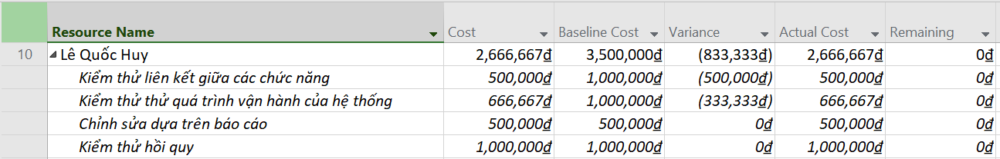 Resource Name Cost Baseline Cost Variance Actual Cost Remaining
10 Lê Quốc Huy 2,666,667₫ 3,500,000₫ (833,333₫) 2,666,667₫ 0₫
Kiểm thử liên kết giữa các chức năng 500,000₫ 1,000,000₫ (500,000₫) 500,000₫ 0₫
Kiểm thử thử quá trình vận hành của hệ thống 666,667₫ 1,000,000₫ (333,333₫) 666,667₫ 0₫
Chỉnh sửa dựa trên báo cáo 500,000₫ 500,000₫ 0₫ 500,000₫ 0₫
Kiểm thử hồi quy 1,000,000₫ 1,000,000₫ 0₫ 1,000,000₫ 0₫